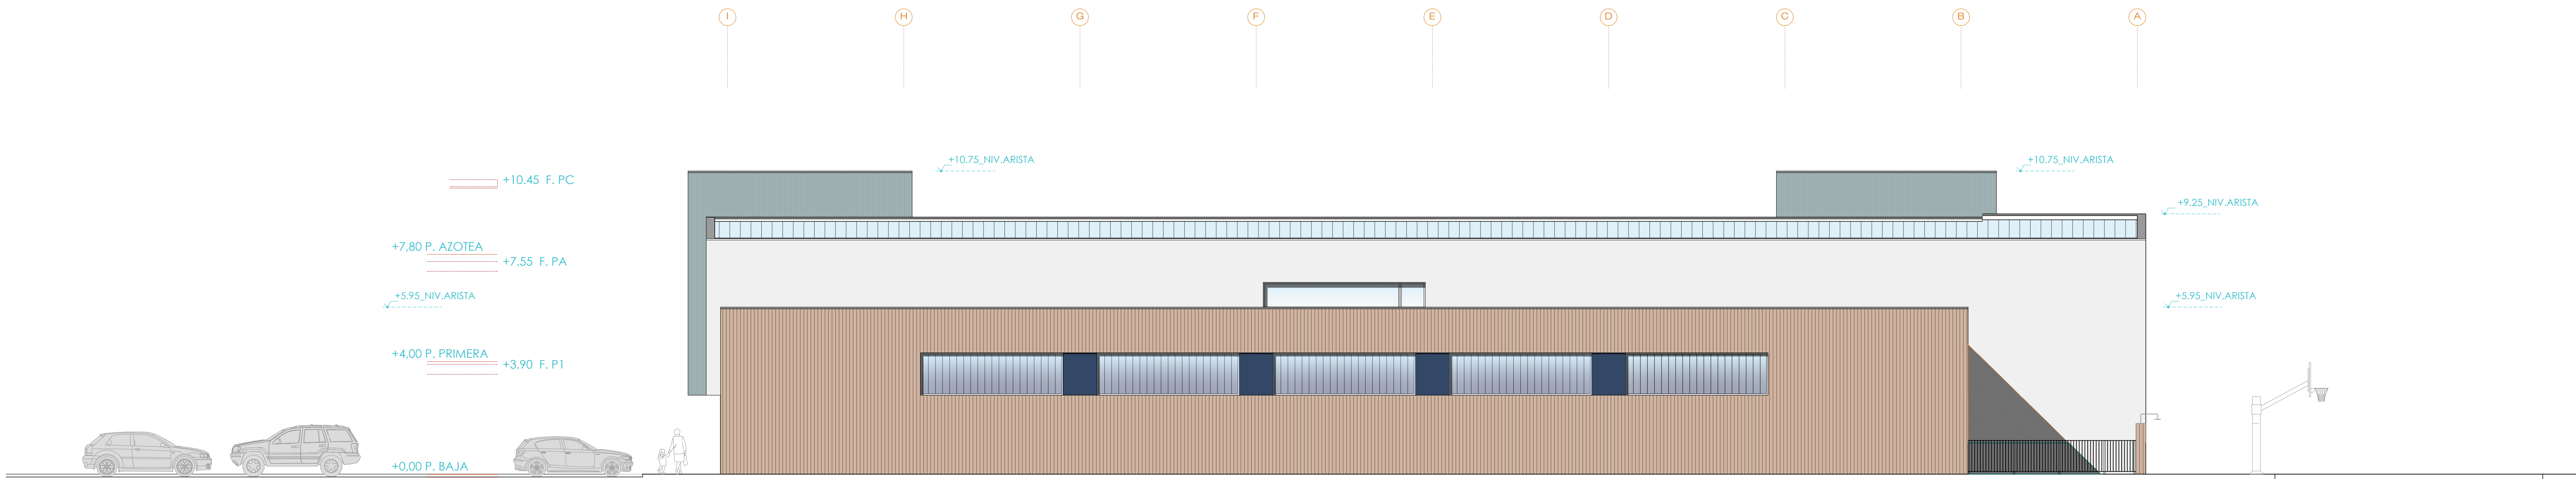 I H G F E D C B A
+10.75_NIV.ARISTA
+10.75_NIV.ARISTA
+10.45 F. PC
+9.25_NIV.ARISTA
+7,80 P. AZOTEA
+7.55 F. PA
+5.95_NIV.ARISTA
+5.95_NIV.ARISTA
+4,00 P. PRIMERA
+3.90 F. P1
+0,00 P. BAJA